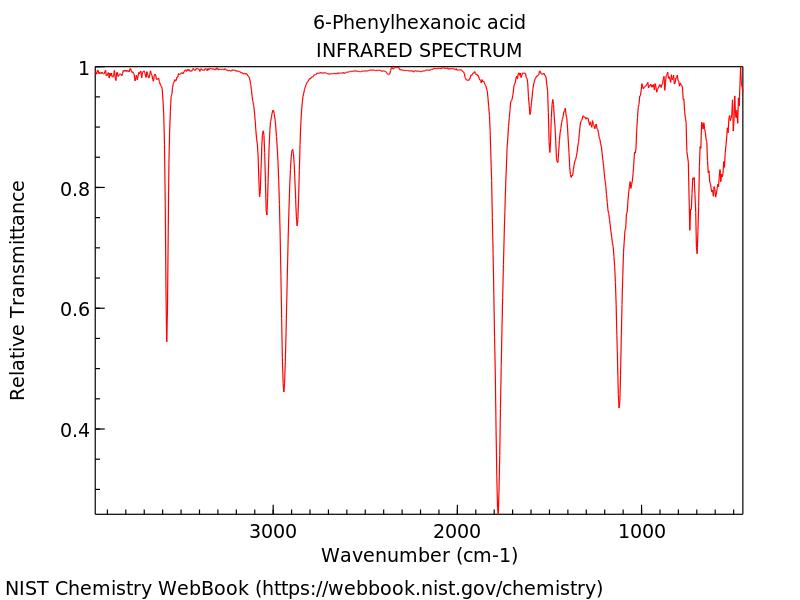 6-Phenylhexanoic acid
INFRARED SPECTRUM
1
0.8
0.6
0.4
Relative Transmittance
3000
2000
1000
Wavenumber (cm-1)
NIST Chemistry WebBook (https://webbook.nist.gov/chemistry)